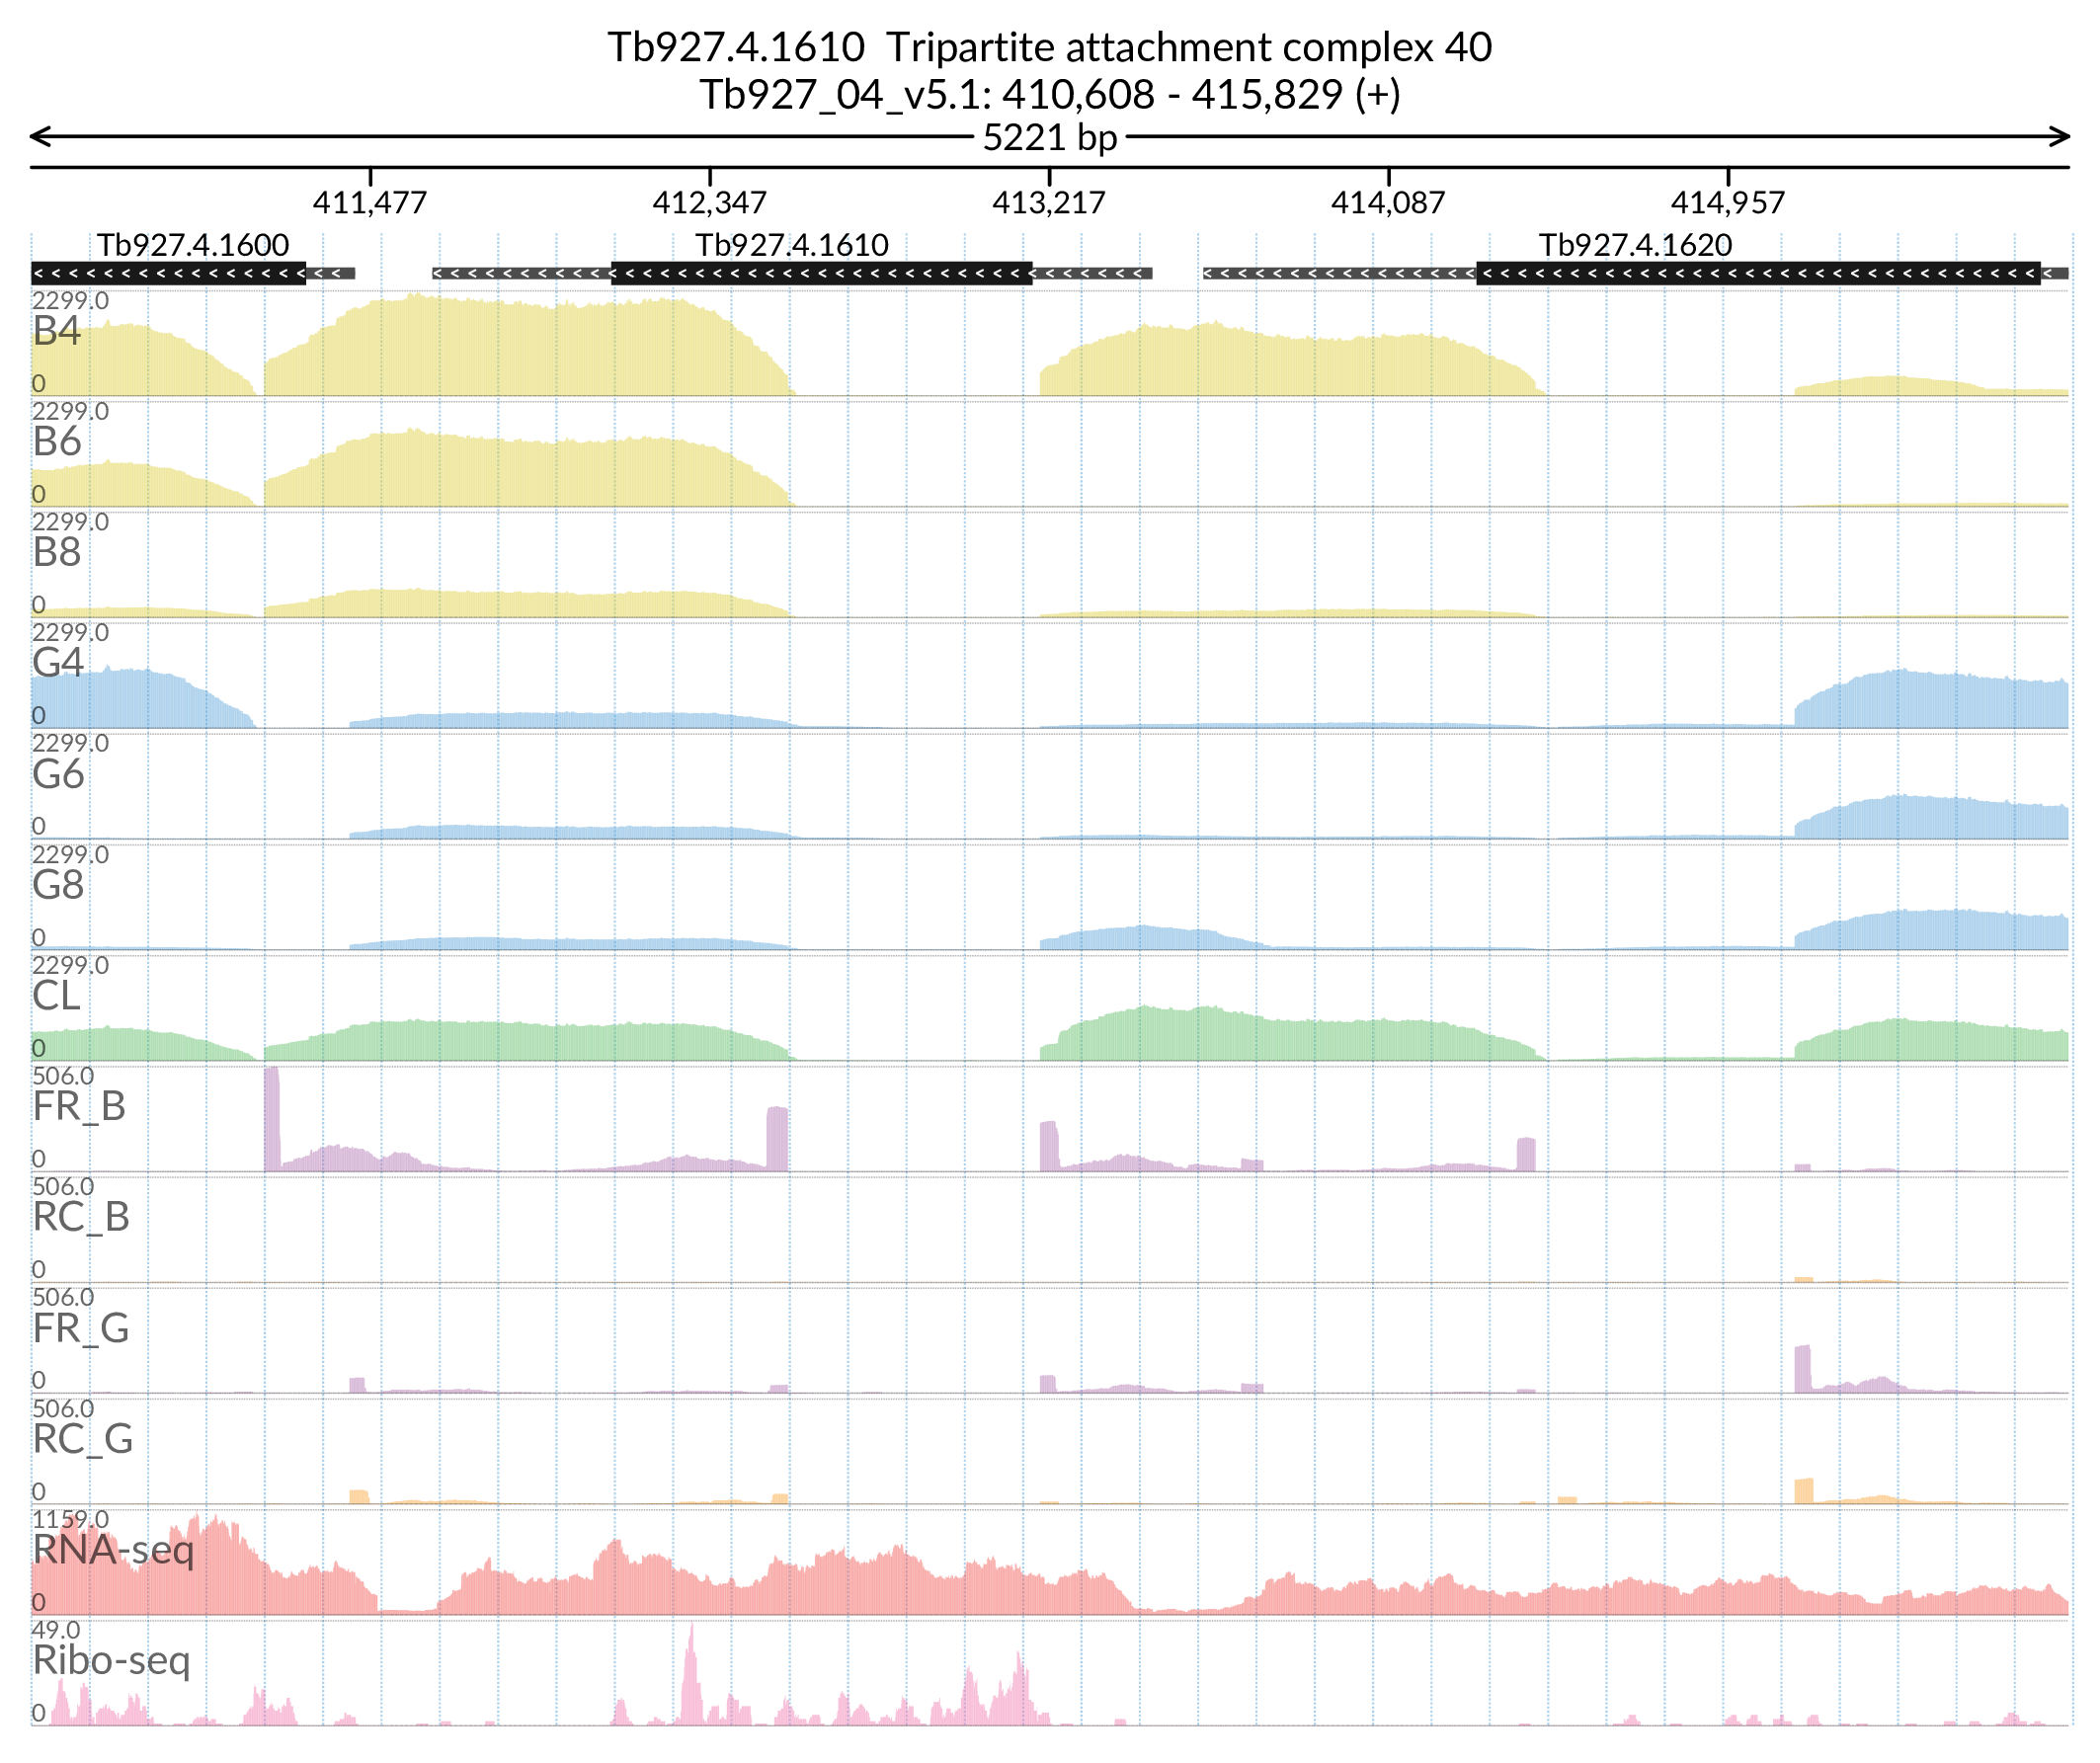 Tb927.4.1610 Tripartite attachment complex 40
Tb927_04_v5.1: 410,608 - 415,829 (+)
5221 bp
411,477 412,347 413,217 414,087 414,957
Tb927.4.1600 Tb927.4.1610 Tb927.4.1620
2299.0
B4
0
2299.0
B6
0
2299.0
B8
0
2299.0
G4
0
2299.0
G6
0
2299.0
G8
0
2299.0
CL
0
506.0
FR_B
0
506.0
RC_B
0
506.0
FR_G
0
506.0
RC_G
0
1159.0
RNA-seq
0
49.0
Ribo-seq
0